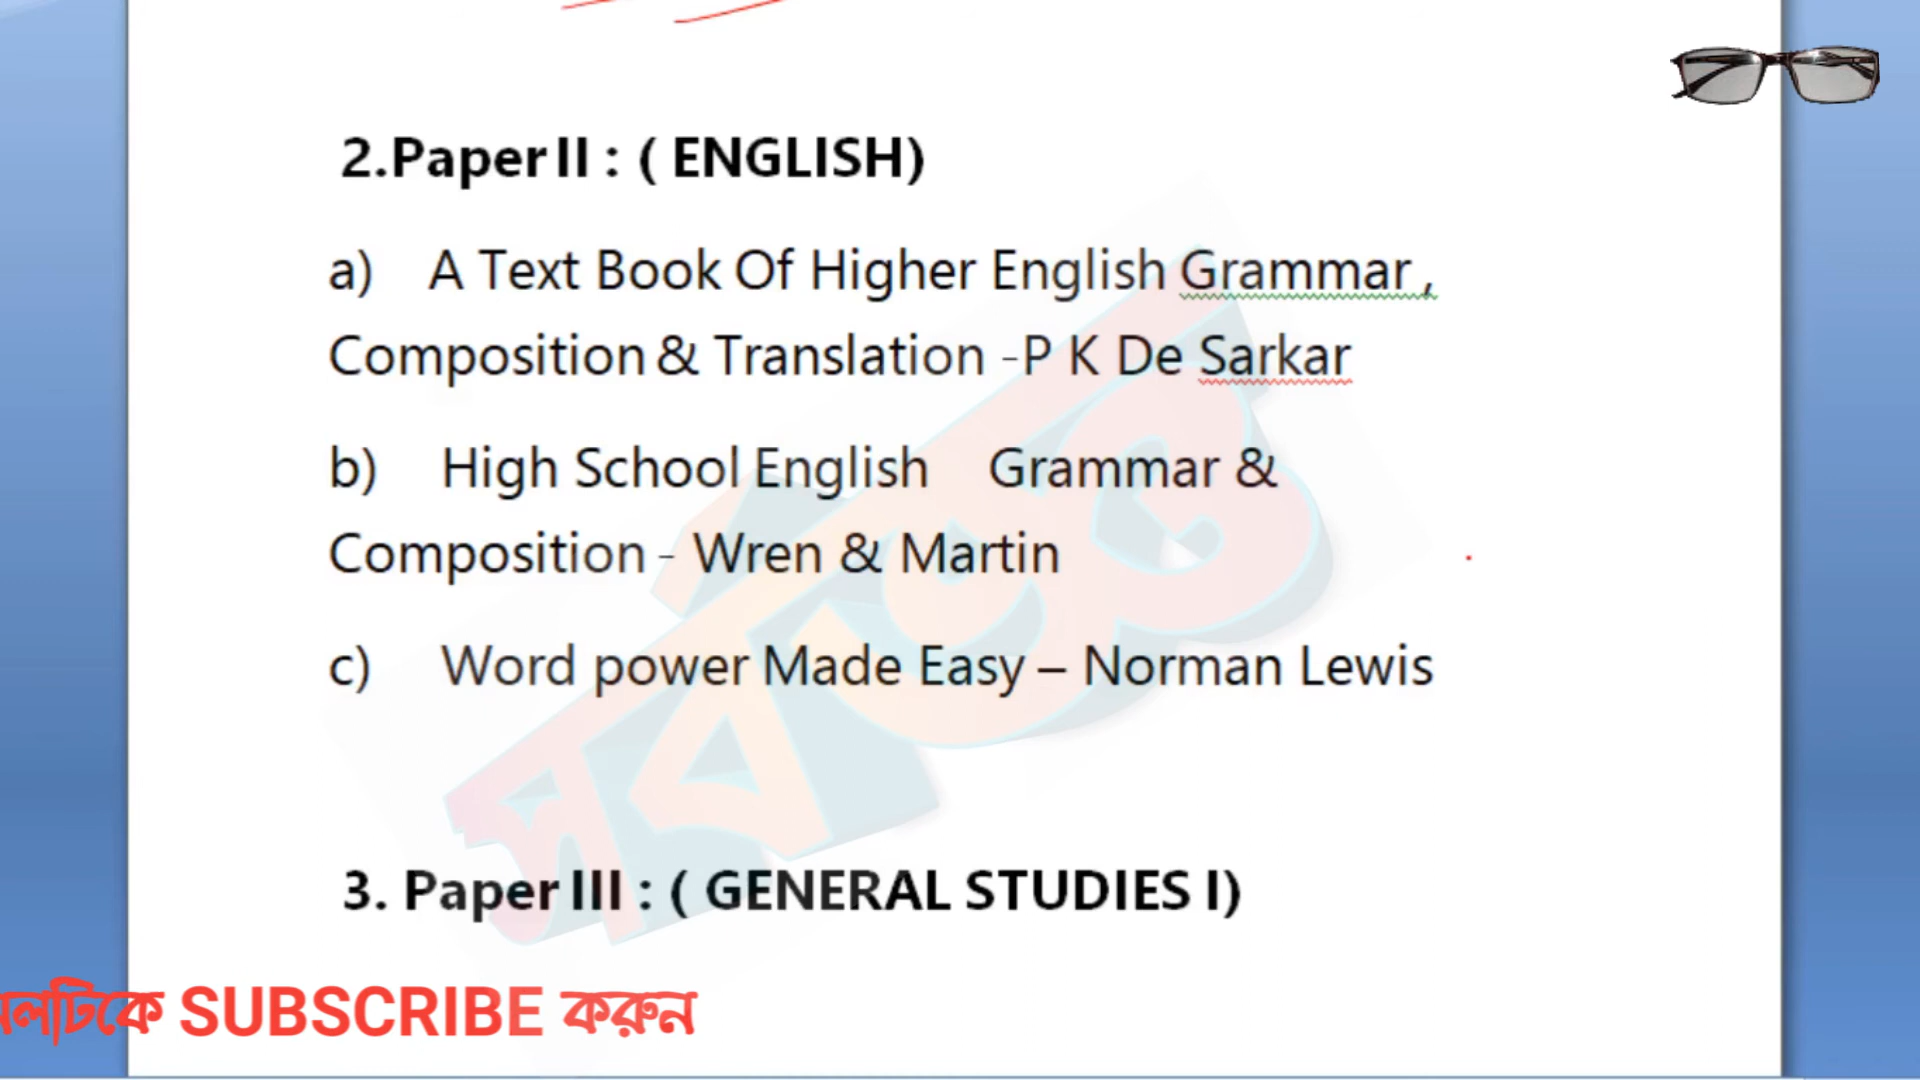 2.Paper II : ( ENGLISH)
a) A Text Book Of Higher English Grammar ,
Composition & Translation -P K De Sarkar
b) High School English Grammar &
Composition - Wren & Martin
c) Word power Made Easy – Norman Lewis
3. Paper III : ( GENERAL STUDIES I)
SUBSCRIBE করুন